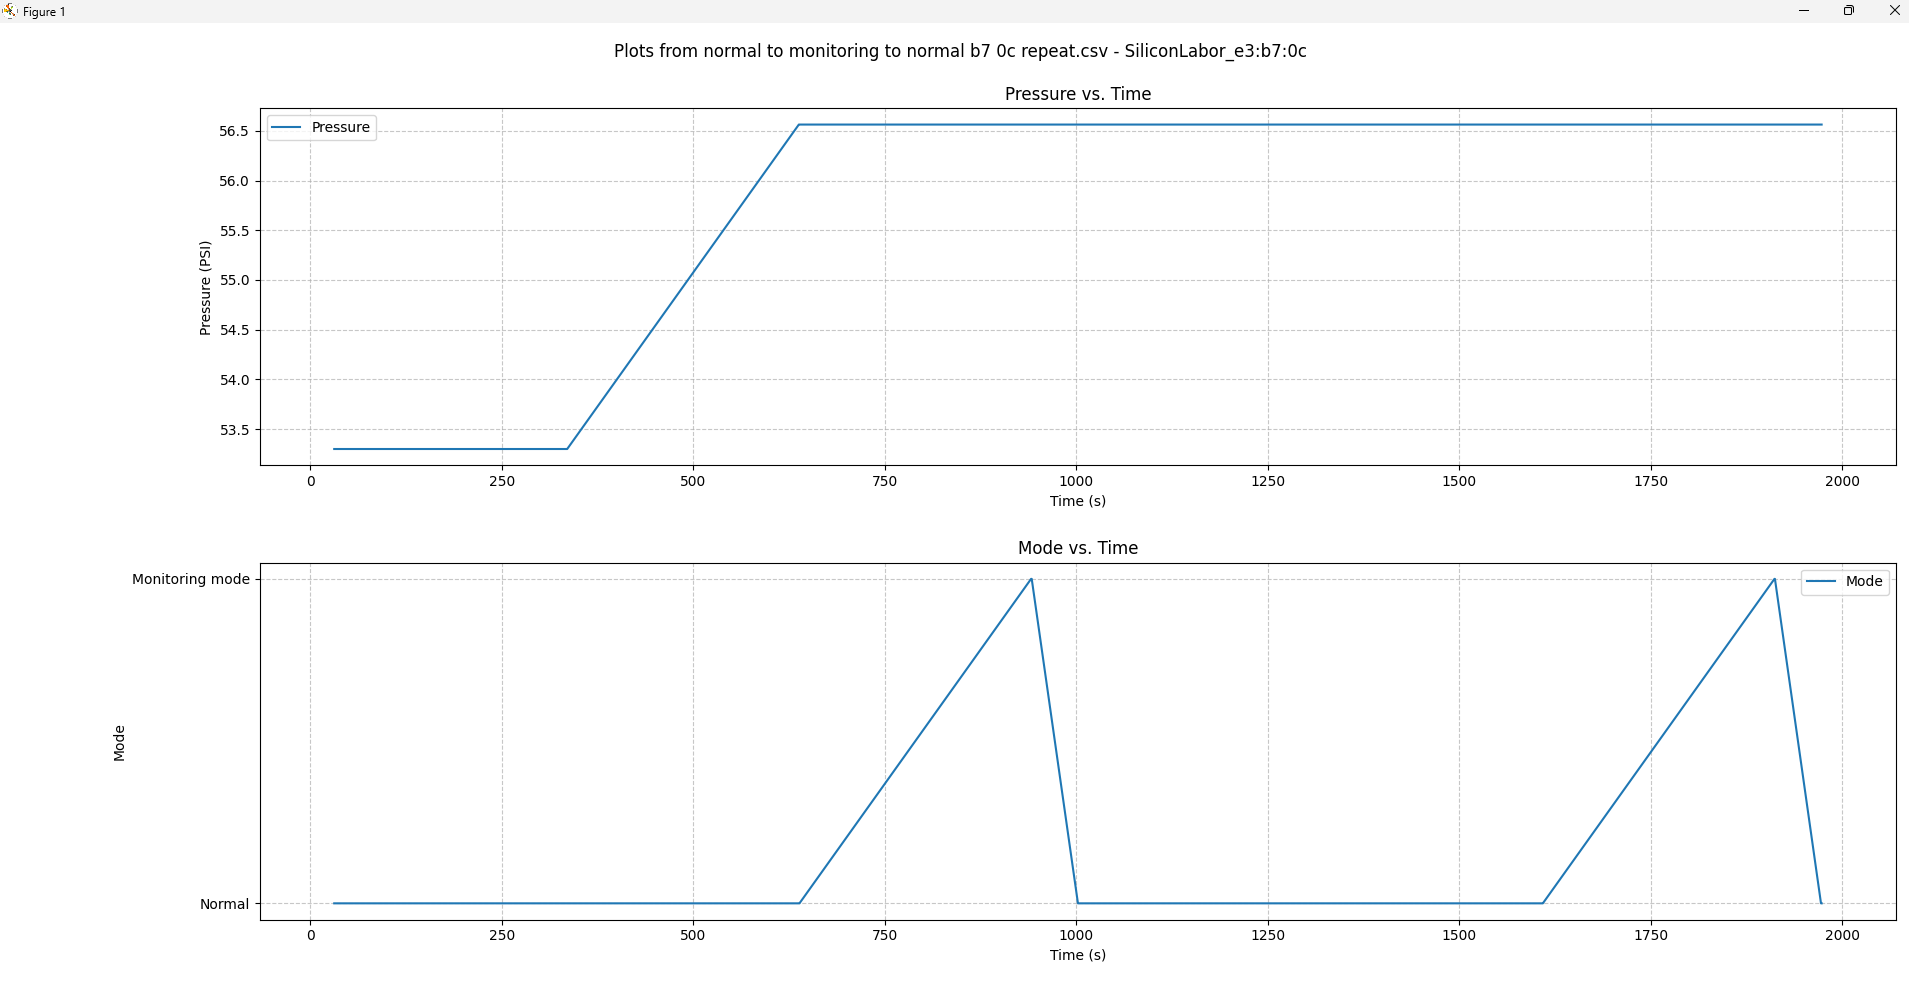 Figure 1
Plots from normal to monitoring to normal b7 0c repeat.csv - SiliconLabor_e3:b7:0c
Pressure vs. Time
Pressure
56.5
56.0
55.5
55.0
54.5
54.0
53.5
Pressure (PSI)
0 250 500 750 1000 1250 1500 1750 2000
Time (s)
Mode vs. Time
Mode
Monitoring mode
Normal
Mode
0 250 500 750 1000 1250 1500 1750 2000
Time (s)